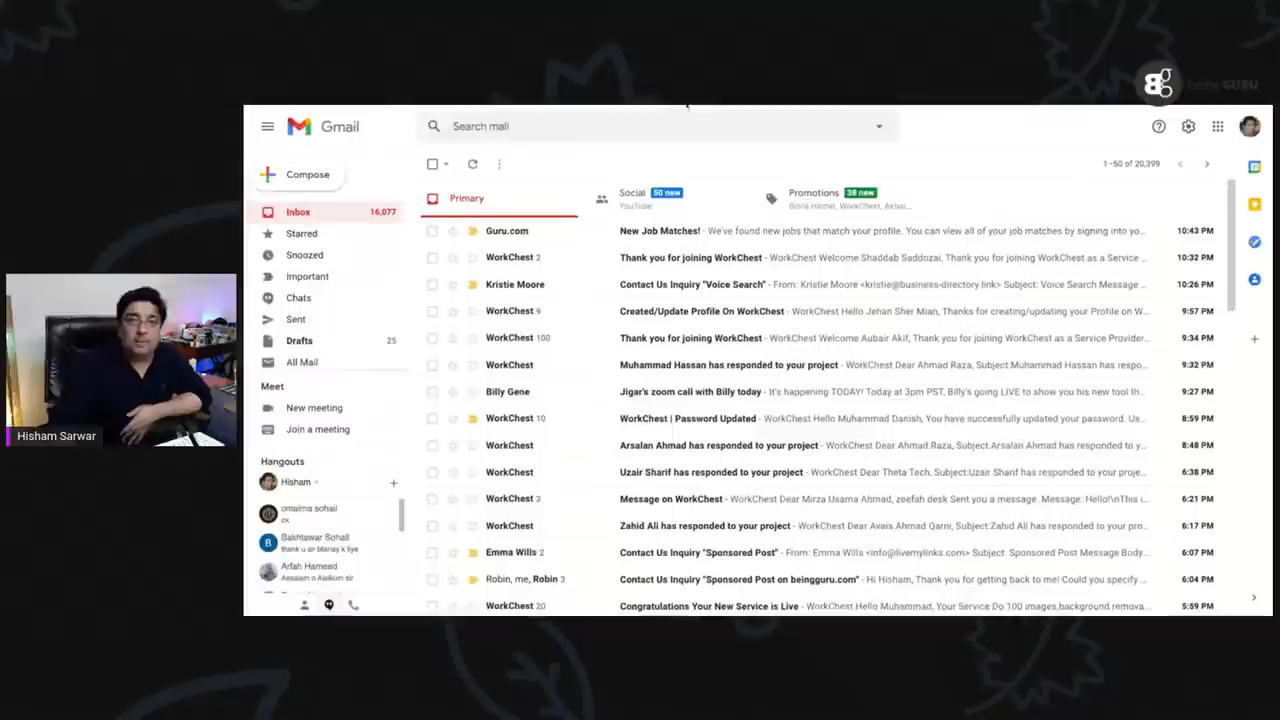 GURU
Gmail
Search mail
Compose
1–50 of 20,399
Inbox 16,077
Starred
Snoozed
Important
Chats
Sent
Drafts 25
All Mail
Meet
New meeting
Join a meeting
Hangouts
Hisham
omaima sohail
ok
Bakhtawar Sohail
thank u sir btanay k liye
Arfah Hameed
Assalam o Alaikum sir
Primary
Social 50 new
YouTube
Promotions 38 new
WorkChest, Akbar...
Guru.com New Job Matches! - We've found new jobs that match your profile. You can view all of your job matches by signing into yo... 10:43 PM
WorkChest 2 Thank you for joining WorkChest - WorkChest Welcome Shaddab Saddozai, Thank you for joining WorkChest as a Service ... 10:32 PM
Kristie Moore Contact Us Inquiry "Voice Search" - From: Kristie Moore <kristie@business-directory.link> Subject: Voice Search Message ... 10:26 PM
WorkChest 9 Created/Update Profile On WorkChest - WorkChest Hello Jehan Sher Mian, Thanks for creating/updating your Profile on W... 9:57 PM
WorkChest 100 Thank you for joining WorkChest - WorkChest Welcome Aubair Akif, Thank you for joining WorkChest as a Service Provider... 9:34 PM
WorkChest Muhammad Hassan has responded to your project - WorkChest Dear Ahmad Raza, Subject:Muhammad Hassan has respo... 9:32 PM
Billy Gene Jigar's zoom call with Billy today - It's happening TODAY! Today at 3pm PST, Billy's going LIVE to show you his new tool th... 9:27 PM
WorkChest 10 WorkChest | Password Updated - WorkChest Hello Muhammad Danish, You have successfully updated your password. Us... 8:59 PM
WorkChest Arsalan Ahmad has responded to your project - WorkChest Dear Ahmad Raza, Subject:Arsalan Ahmad has responded to y... 8:48 PM
WorkChest Uzair Sharif has responded to your project - WorkChest Dear Theta Tech, Subject:Uzair Sharif has responded to your proje... 6:38 PM
WorkChest 3 Message on WorkChest - WorkChest Dear Mirza Usama Ahmad, zeefah desk Sent you a message. Message: Hello!\nThis i... 6:21 PM
WorkChest Zahid Ali has responded to your project - WorkChest Dear Avais Ahmad Qarni, Subject:Zahid Ali has responded to your pro... 6:17 PM
Emma Wills 2 Contact Us Inquiry "Sponsored Post" - From: Emma Wills <info@livemylinks.com> Subject: Sponsored Post Message Body... 6:07 PM
Robin, me, Robin 3 Contact Us Inquiry "Sponsored Post on beingguru.com" - Hi Hisham, Thank you for getting back to me! Could you specify ... 6:04 PM
WorkChest 20 Congratulations Your New Service is Live - WorkChest Hello Muhammad, Your Service Do 100 images,background remova... 5:59 PM
Hisham Sarwar